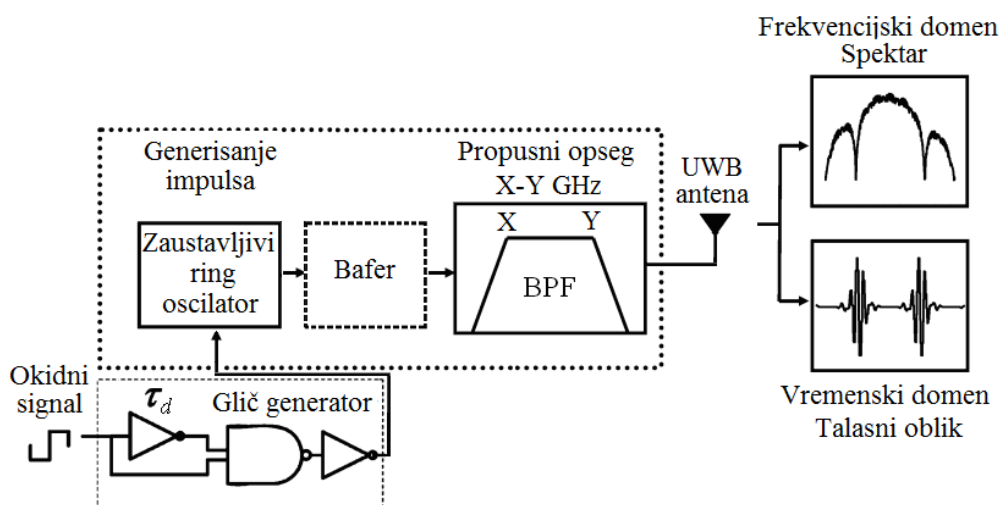 Frekvencijski domen
Spektar
Generisanje
impulsa
Propusni opseg
X-Y GHz
UWB
antena
X Y
Zaustavljivi
ring
oscilator
Bafer
BPF
Okidni
signal
τd
Glič generator
Vremenski domen
Talasni oblik